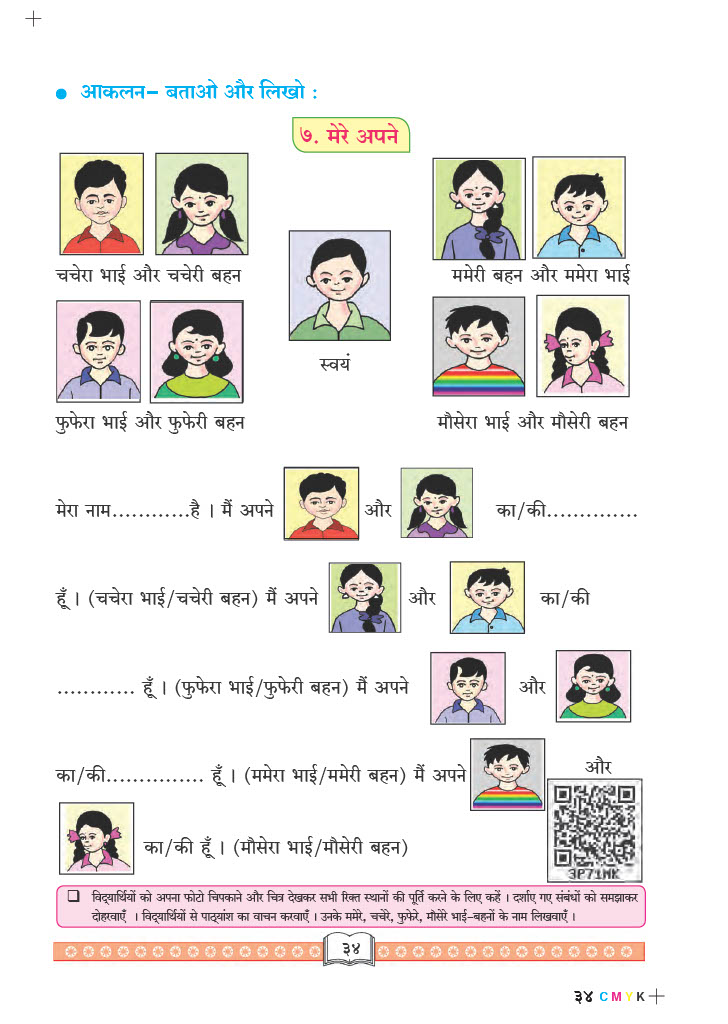 ● आकलन- बताओ और लिखो :
७. मेरे अपने
चचेरा भाई और चचेरी बहन
ममेरी बहन और ममेरा भाई
स्वयं
फुफेरा भाई और फुफेरी बहन
मौसेरा भाई और मौसेरी बहन
मेरा नाम............है । मैं अपने और का/की..............
हूँ । (चचेरा भाई/चचेरी बहन) मैं अपने और का/की
............ हूँ । (फुफेरा भाई/फुफेरी बहन) मैं अपने और
का/की............... हूँ । (ममेरा भाई/ममेरी बहन) मैं अपने और
का/की हूँ । (मौसेरा भाई/मौसेरी बहन)
3P71MK
❑ विद्यार्थियों को अपना फोटो चिपकाने और चित्र देखकर सभी रिक्त स्थानों की पूर्ति करने के लिए कहें । दर्शाए गए संबंधों को समझाकर
दोहरवाएँ । विद्यार्थियों से पाठ्यांश का वाचन करवाएँ । उनके ममेरे, चचेरे, फुफेरे, मौसेरे भाई-बहनों के नाम लिखवाएँ ।
३४
३४ C M Y K